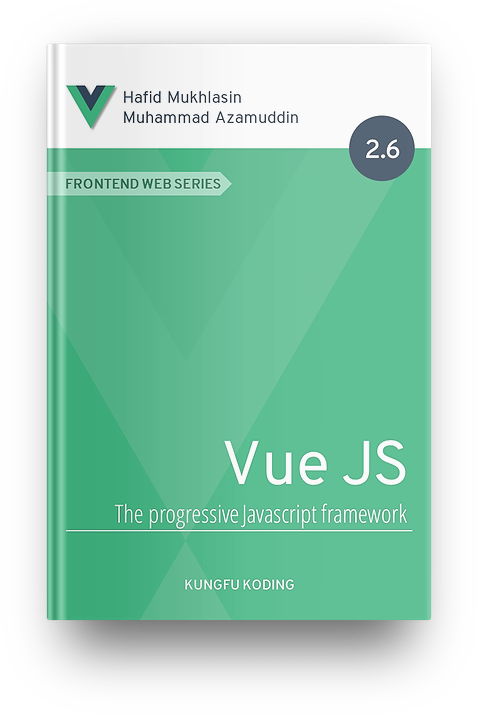 Hafid Mukhlasin
Muhammad Azamuddin
2.6
FRONTEND WEB SERIES
Vue JS
The progressive Javascript framework
KUNGFU KODING